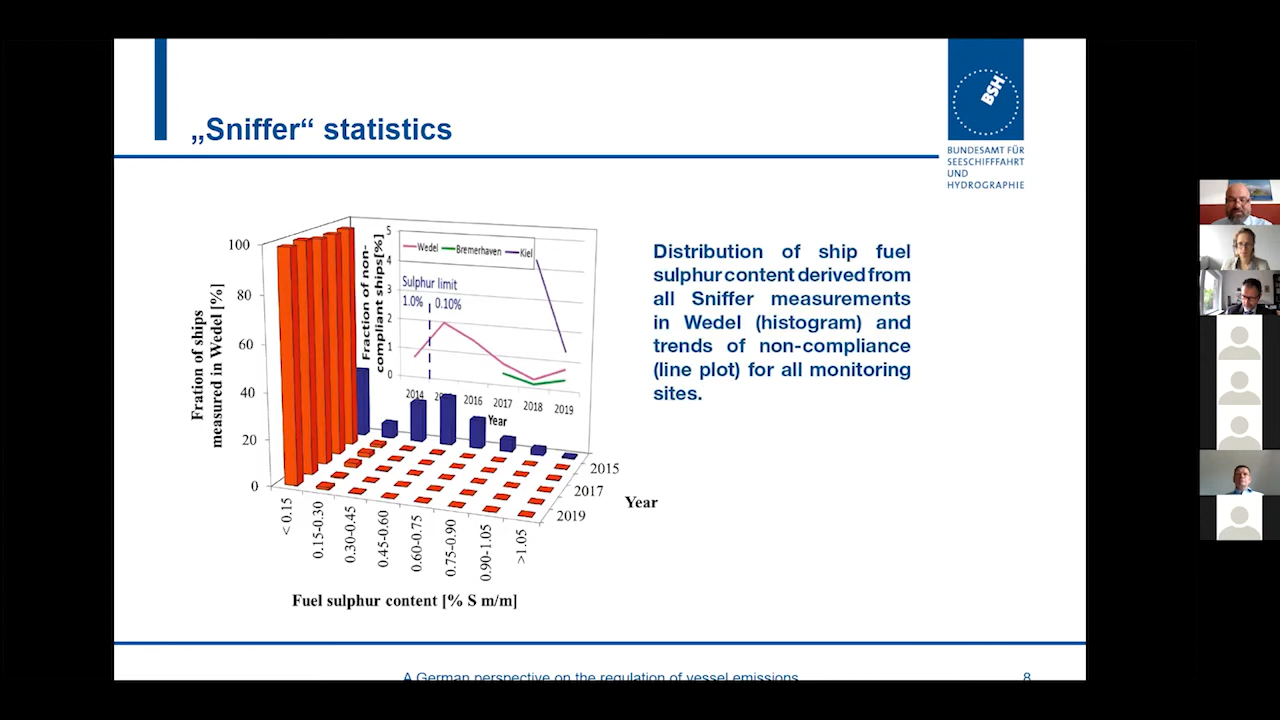 „Sniffer“ statistics
BSH
BUNDESAMT FÜR
SEESCHIFFFAHRT
UND
HYDROGRAPHIE
Distribution of ship fuel
sulphur content derived from
all Sniffer measurements
in Wedel (histogram) and
trends of non-compliance
(line plot) for all monitoring
sites.
Fration of ships
measured in Wedel [%]
100
80
60
40
20
0
Fraction of non-
compliant ships[%]
5
4
3
2
1
0
Wedel Bremerhaven Kiel
Sulphur limit
1.0% 0.10%
2014 2016 2017 2018 2019
Year
2015
2017
2019
Year
< 0.15
0.15-0.30
0.30-0.45
0.45-0.60
0.60-0.75
0.75-0.90
0.90-1.05
>1.05
Fuel sulphur content [% S m/m]
A German perspective on the regulation of vessel emissions
8